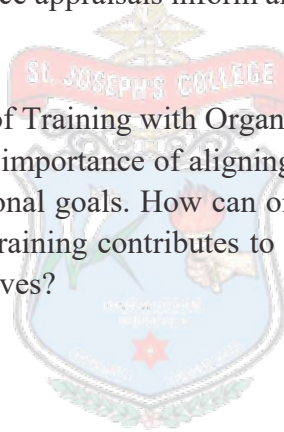 ce appraisals inform an
ST. JOSEPH'S COLLEGE
of Training with Organ
importance of aligning
onal goals. How can or
raining contributes to
ves?